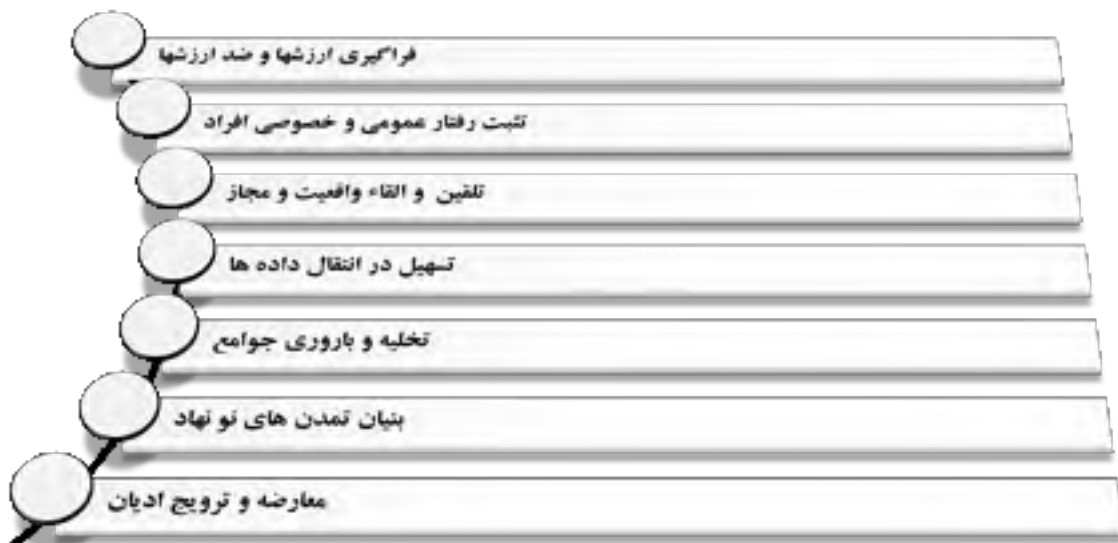 فراگیری ارزشها و ضد ارزشها
تثبت رفتار عمومی و خصوصی افراد
تلقین و القاء واقعیت و مجاز
تسهیل در انتقال داده ها
تخلیه و باروری جوامع
بنیان تمدن های نو نهاد
معارضه و ترویج ادیان